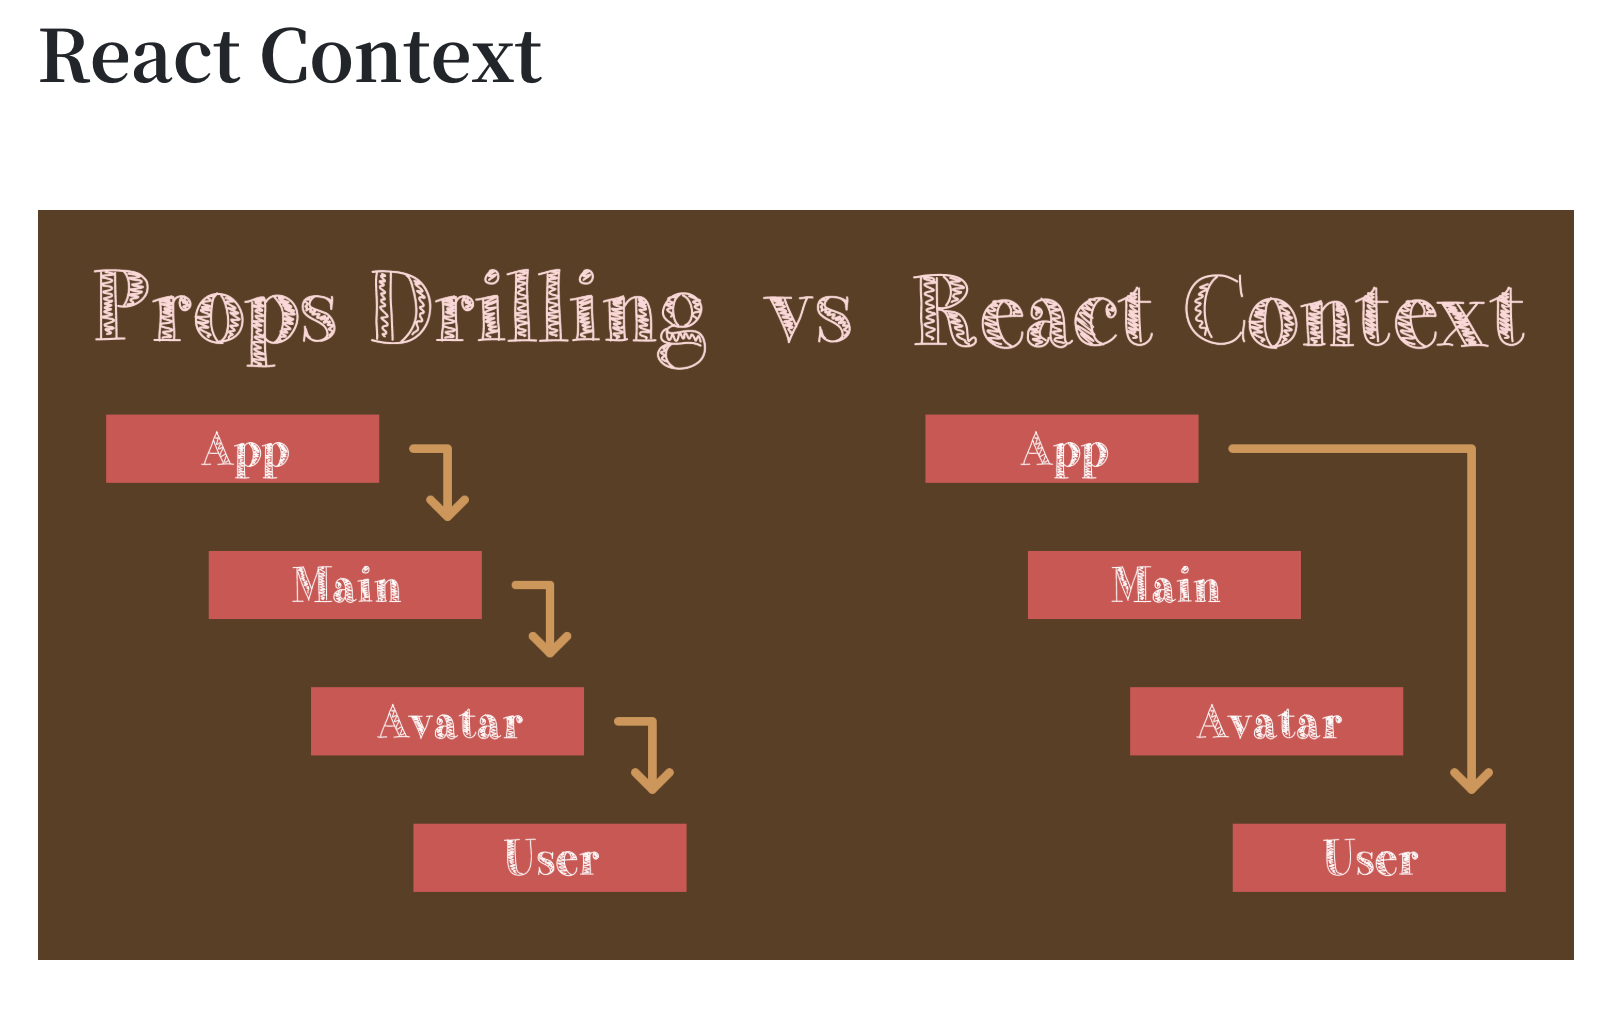 React Context
Props Drilling vs React Context
App
Main
Avatar
User
App
Main
Avatar
User